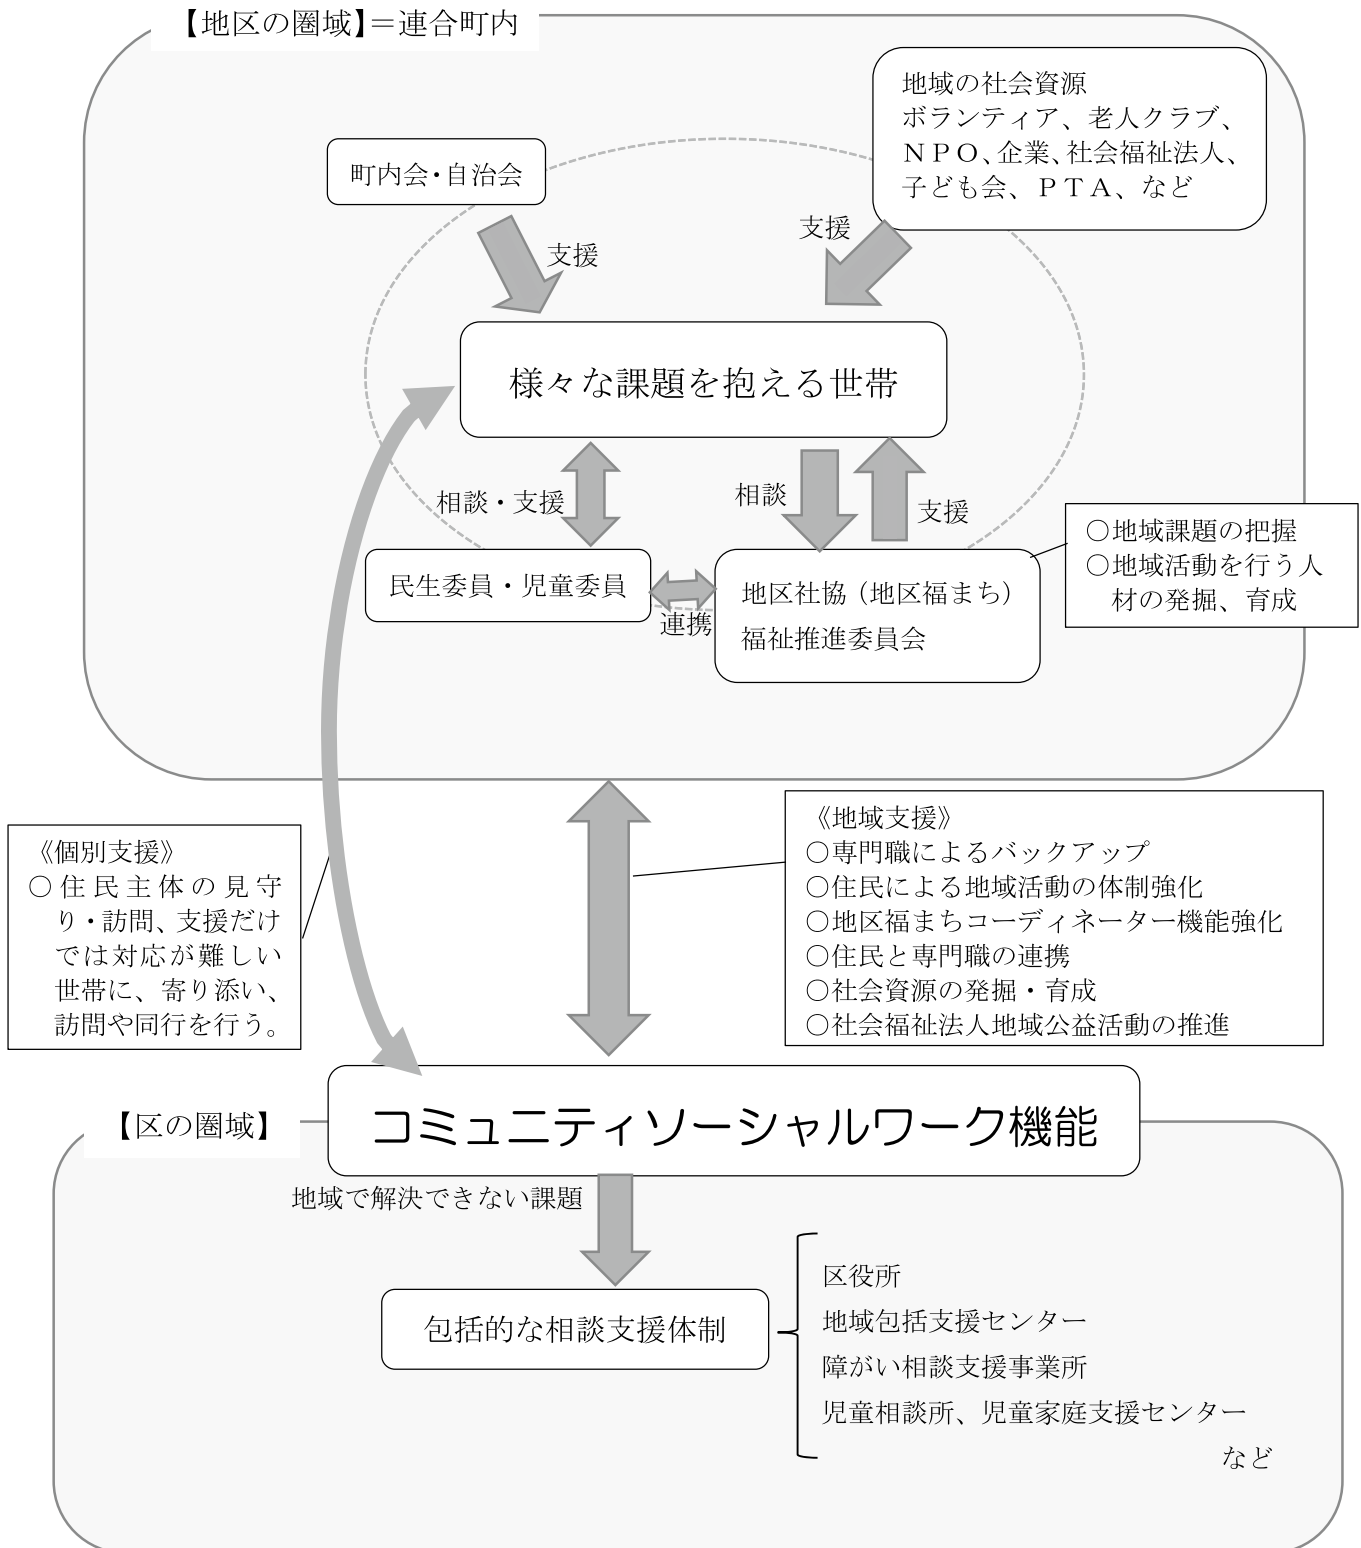 【地区の圏域】＝連合町内
地域の社会資源
ボランティア、老人クラブ、
ＮＰＯ、企業、社会福祉法人、
子ども会、ＰＴＡ、など
町内会・自治会
支援
支援
様々な課題を抱える世帯
相談・支援
相談
支援
民生委員・児童委員
連携
地区社協（地区福まち）
福祉推進委員会
○地域課題の把握
○地域活動を行う人
材の発掘、育成
《個別支援》
○住民主体の見守
り・訪問、支援だけ
では対応が難しい
世帯に、寄り添い、
訪問や同行を行う。
《地域支援》
○専門職によるバックアップ
○住民による地域活動の体制強化
○地区福まちコーディネーター機能強化
○住民と専門職の連携
○社会資源の発掘・育成
○社会福祉法人地域公益活動の推進
【区の圏域】
コミュニティソーシャルワーク機能
地域で解決できない課題
包括的な相談支援体制
区役所
地域包括支援センター
障がい相談支援事業所
児童相談所、児童家庭支援センター
など